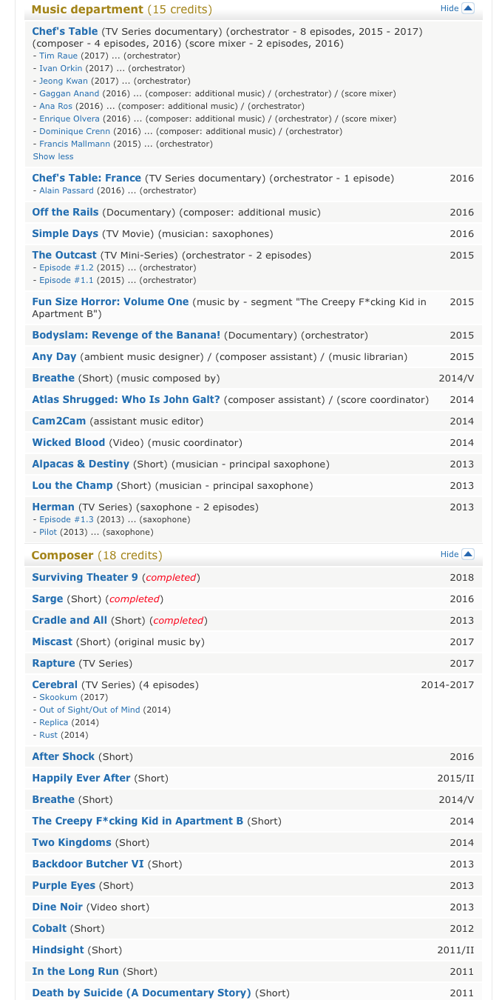 Music department (15 credits) Hide
Chef's Table (TV Series documentary) (orchestrator - 8 episodes, 2015 - 2017)
(composer - 4 episodes, 2016) (score mixer - 2 episodes, 2016)
- Tim Raue (2017) ... (orchestrator)
- Ivan Orkin (2017) ... (orchestrator)
- Jeong Kwan (2017) ... (orchestrator)
- Gaggan Anand (2016) ... (composer: additional music) / (orchestrator) / (score mixer)
- Ana Ros (2016) ... (composer: additional music) / (orchestrator)
- Enrique Olvera (2016) ... (composer: additional music) / (orchestrator) / (score mixer)
- Dominique Crenn (2016) ... (composer: additional music) / (orchestrator)
- Francis Mallmann (2015) ... (orchestrator)
Show less
Chef's Table: France (TV Series documentary) (orchestrator - 1 episode) 2016
- Alain Passard (2016) ... (orchestrator)
Off the Rails (Documentary) (composer: additional music) 2016
Simple Days (TV Movie) (musician: saxophones) 2016
The Outcast (TV Mini-Series) (orchestrator - 2 episodes) 2015
- Episode #1.2 (2015) ... (orchestrator)
- Episode #1.1 (2015) ... (orchestrator)
Fun Size Horror: Volume One (music by - segment "The Creepy F*cking Kid in 2015
Apartment B")
Bodyslam: Revenge of the Banana! (Documentary) (orchestrator) 2015
Any Day (ambient music designer) / (composer assistant) / (music librarian) 2015
Breathe (Short) (music composed by) 2014/V
Atlas Shrugged: Who Is John Galt? (composer assistant) / (score coordinator) 2014
Cam2Cam (assistant music editor) 2014
Wicked Blood (Video) (music coordinator) 2014
Alpacas & Destiny (Short) (musician - principal saxophone) 2013
Lou the Champ (Short) (musician - principal saxophone) 2013
Herman (TV Series) (saxophone - 2 episodes) 2013
- Episode #1.3 (2013) ... (saxophone)
- Pilot (2013) ... (saxophone)
Composer (18 credits) Hide
Surviving Theater 9 (completed) 2018
Sarge (Short) (completed) 2016
Cradle and All (Short) (completed) 2013
Miscast (Short) (original music by) 2017
Rapture (TV Series) 2017
Cerebral (TV Series) (4 episodes) 2014-2017
- Skookum (2017)
- Out of Sight/Out of Mind (2014)
- Replica (2014)
- Rust (2014)
After Shock (Short) 2016
Happily Ever After (Short) 2015/II
Breathe (Short) 2014/V
The Creepy F*cking Kid in Apartment B (Short) 2014
Two Kingdoms (Short) 2014
Backdoor Butcher VI (Short) 2013
Purple Eyes (Short) 2013
Dine Noir (Video short) 2013
Cobalt (Short) 2012
Hindsight (Short) 2011/II
In the Long Run (Short) 2011
Death by Suicide (A Documentary Story) (Short) 2011